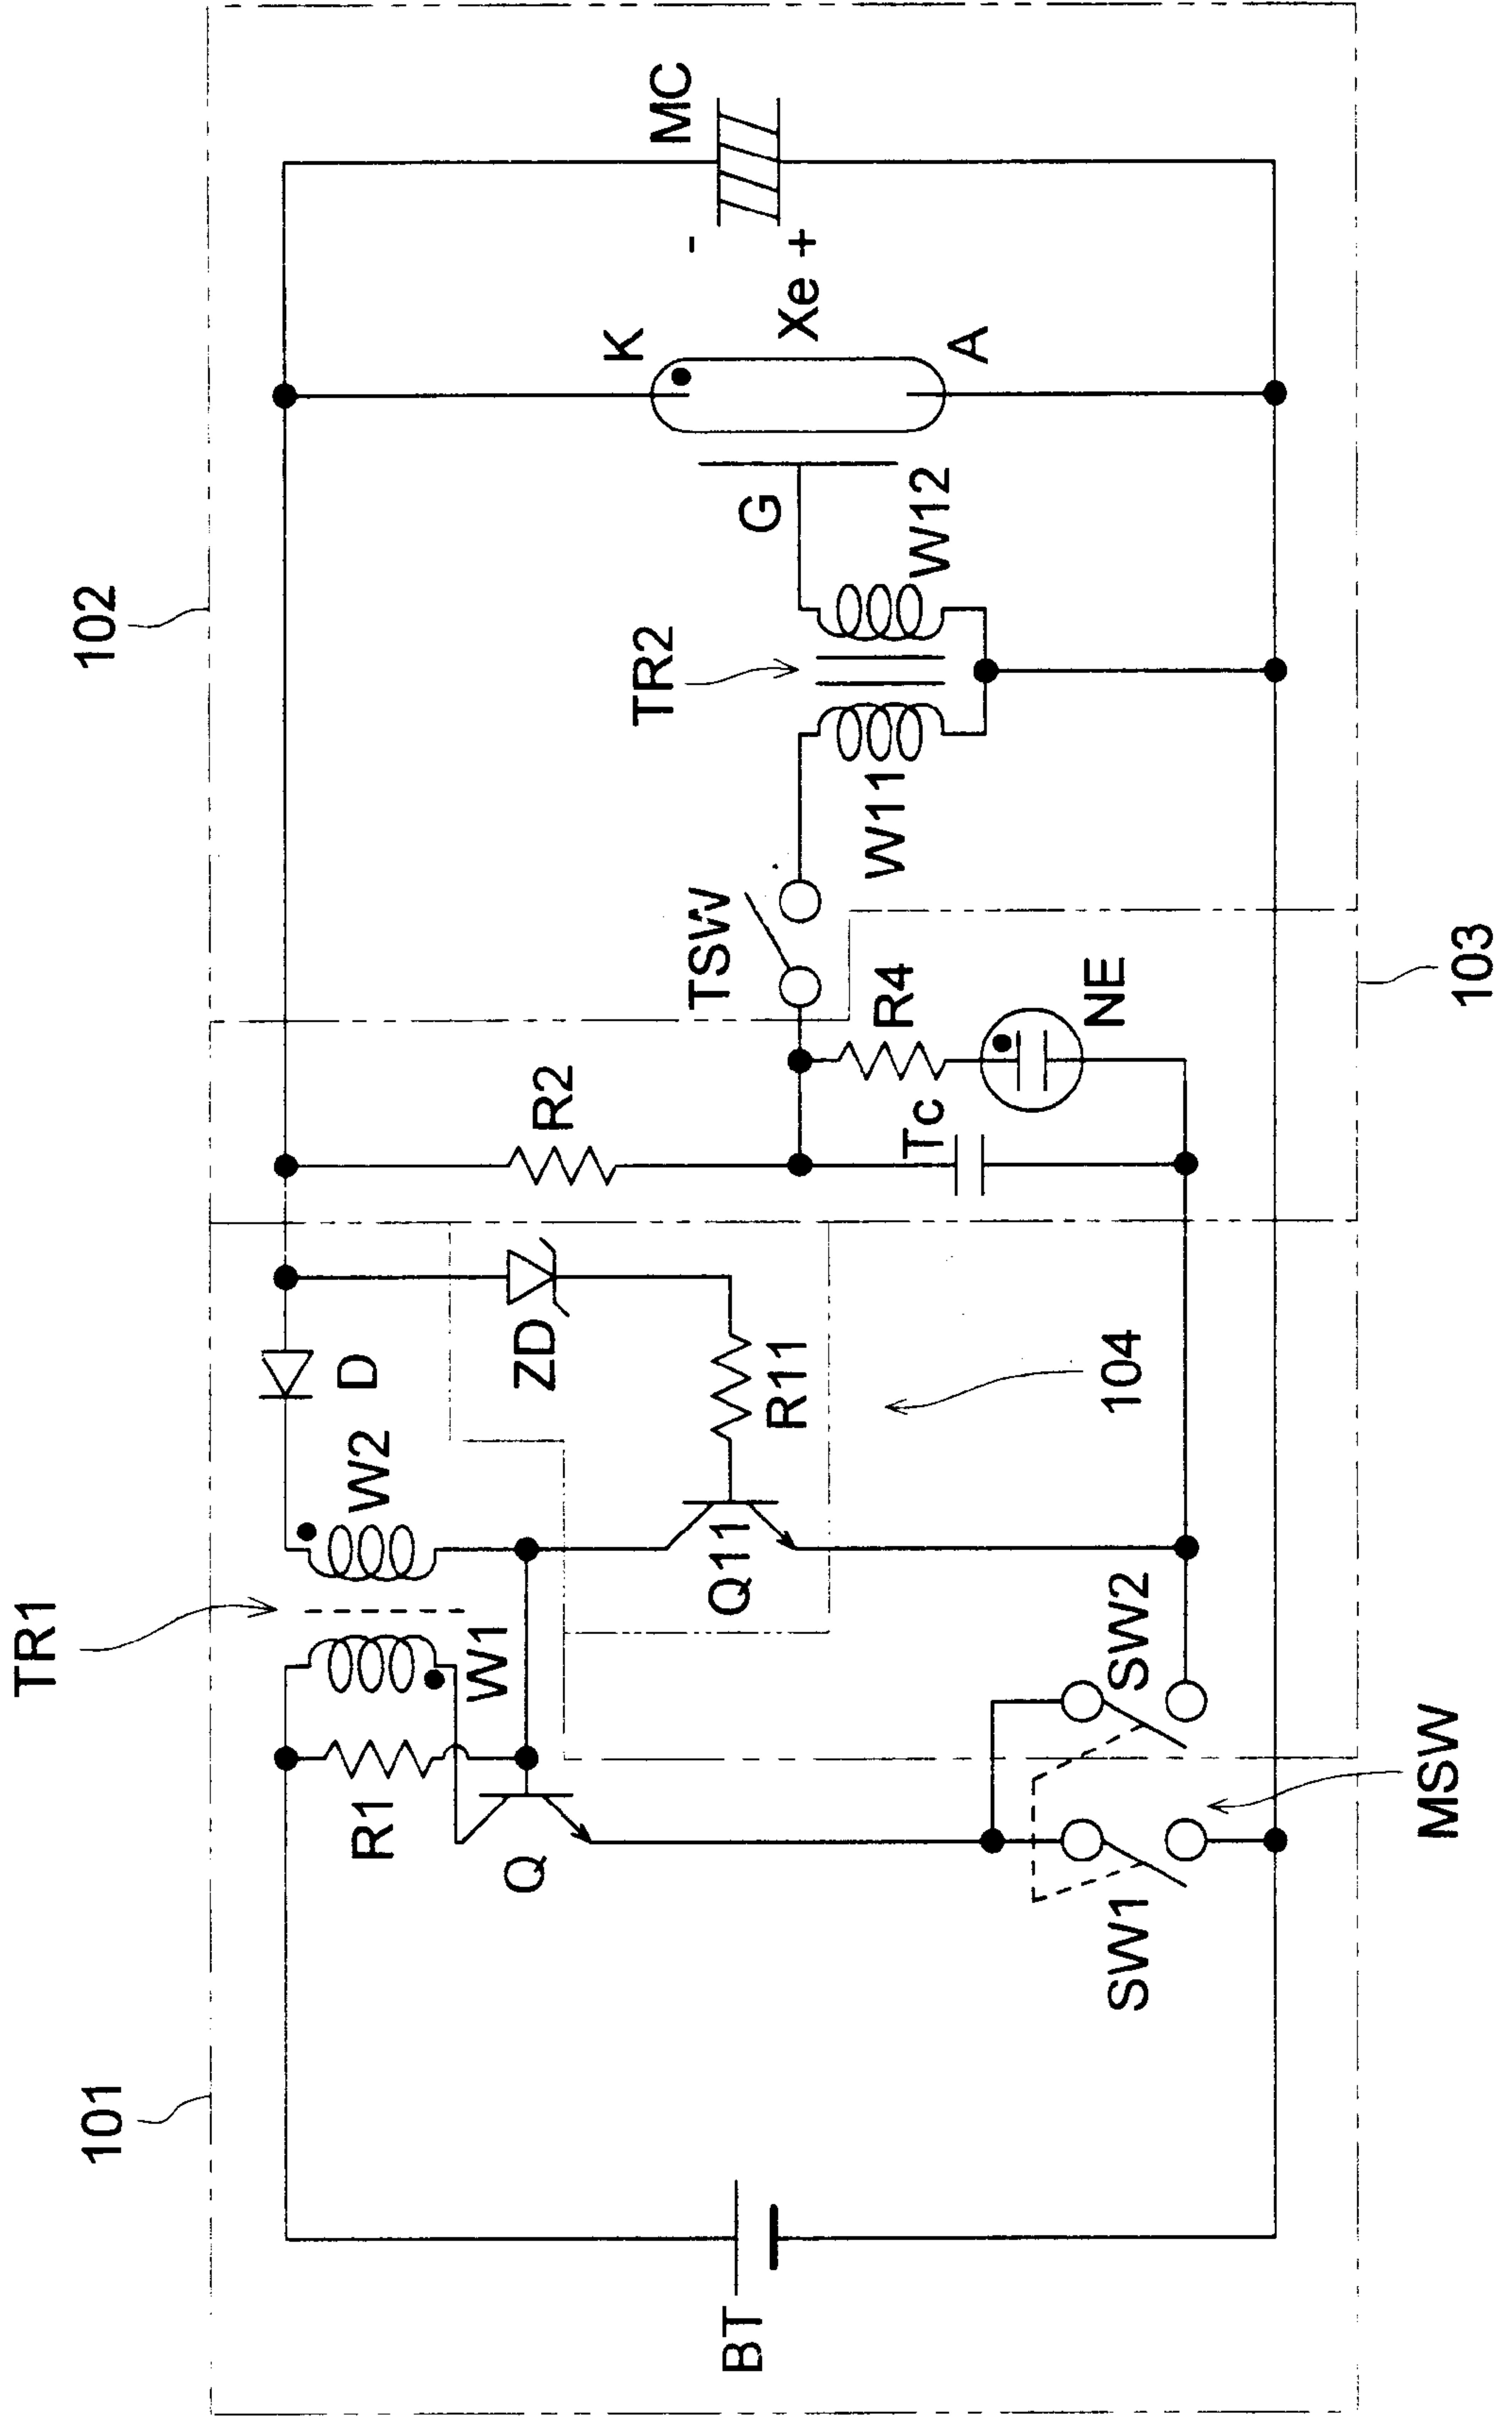 102
103
101
104
TR1
TR2
MSW
MC
-
+
Xe
K
A
G
W12
W11
TSW
R4
NE
Tc
R2
D
ZD
R11
W2
W1
Q11
SW2
SW1
R1
Q
BT